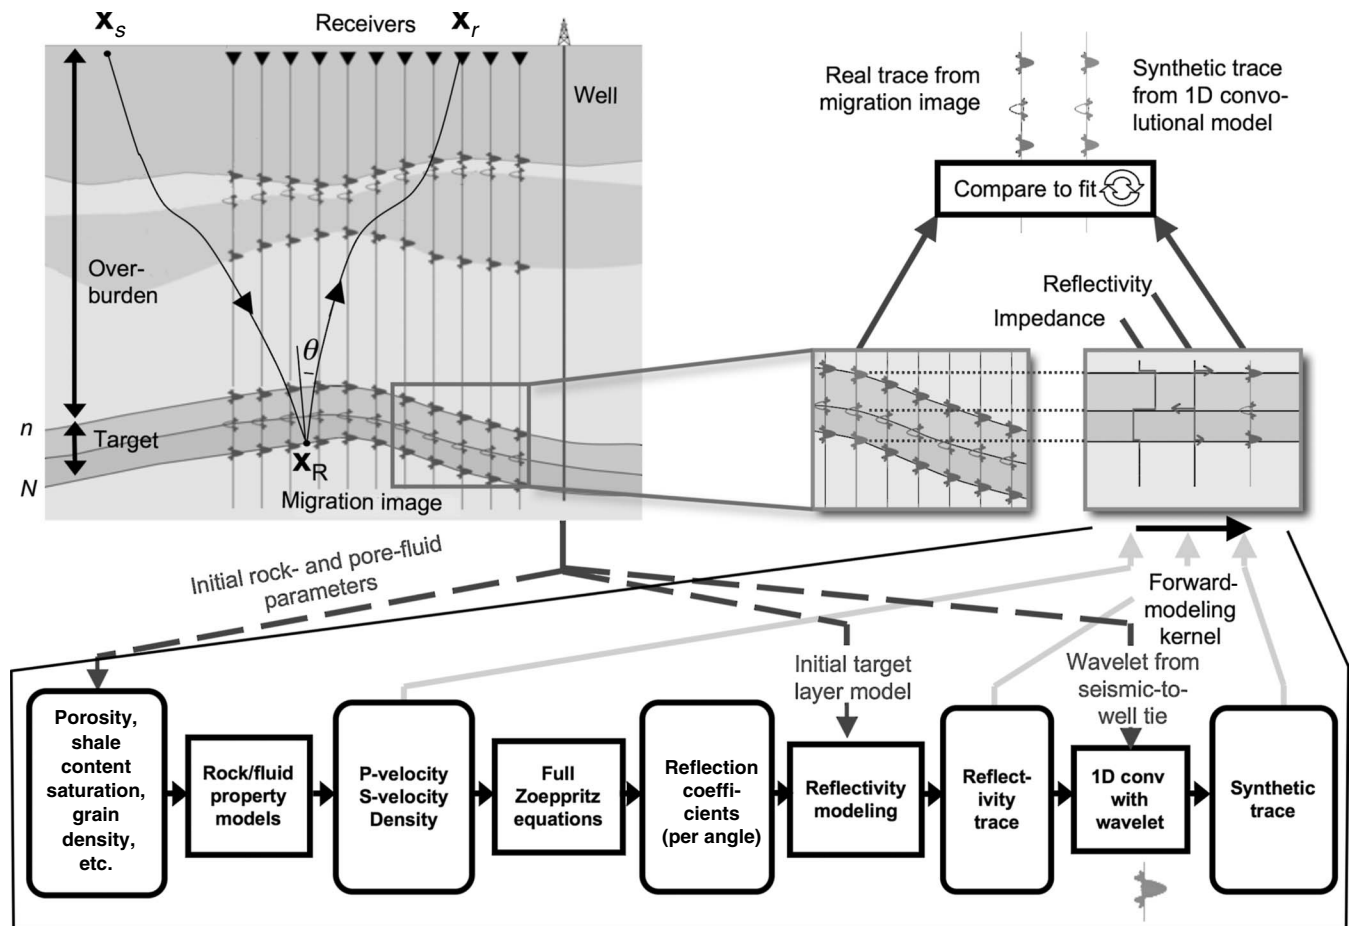 xs
Receivers
xr
Well
Over-
burden
θ
n
Target
N
xR
Migration image
Real trace from
migration image
Synthetic trace
from 1D convo-
lutional model
Compare to fit
Reflectivity
Impedance
Initial rock- and pore-fluid
parameters
Forward-
modeling
kernel
Initial target
layer model
Wavelet from
seismic-to-
well tie
Porosity,
shale
content
saturation,
grain
density,
etc.
Rock/fluid
property
models
P-velocity
S-velocity
Density
Full
Zoeppritz
equations
Reflection
coeffi-
cients
(per angle)
Reflectivity
modeling
Reflect-
ivity
trace
1D conv
with
wavelet
Synthetic
trace